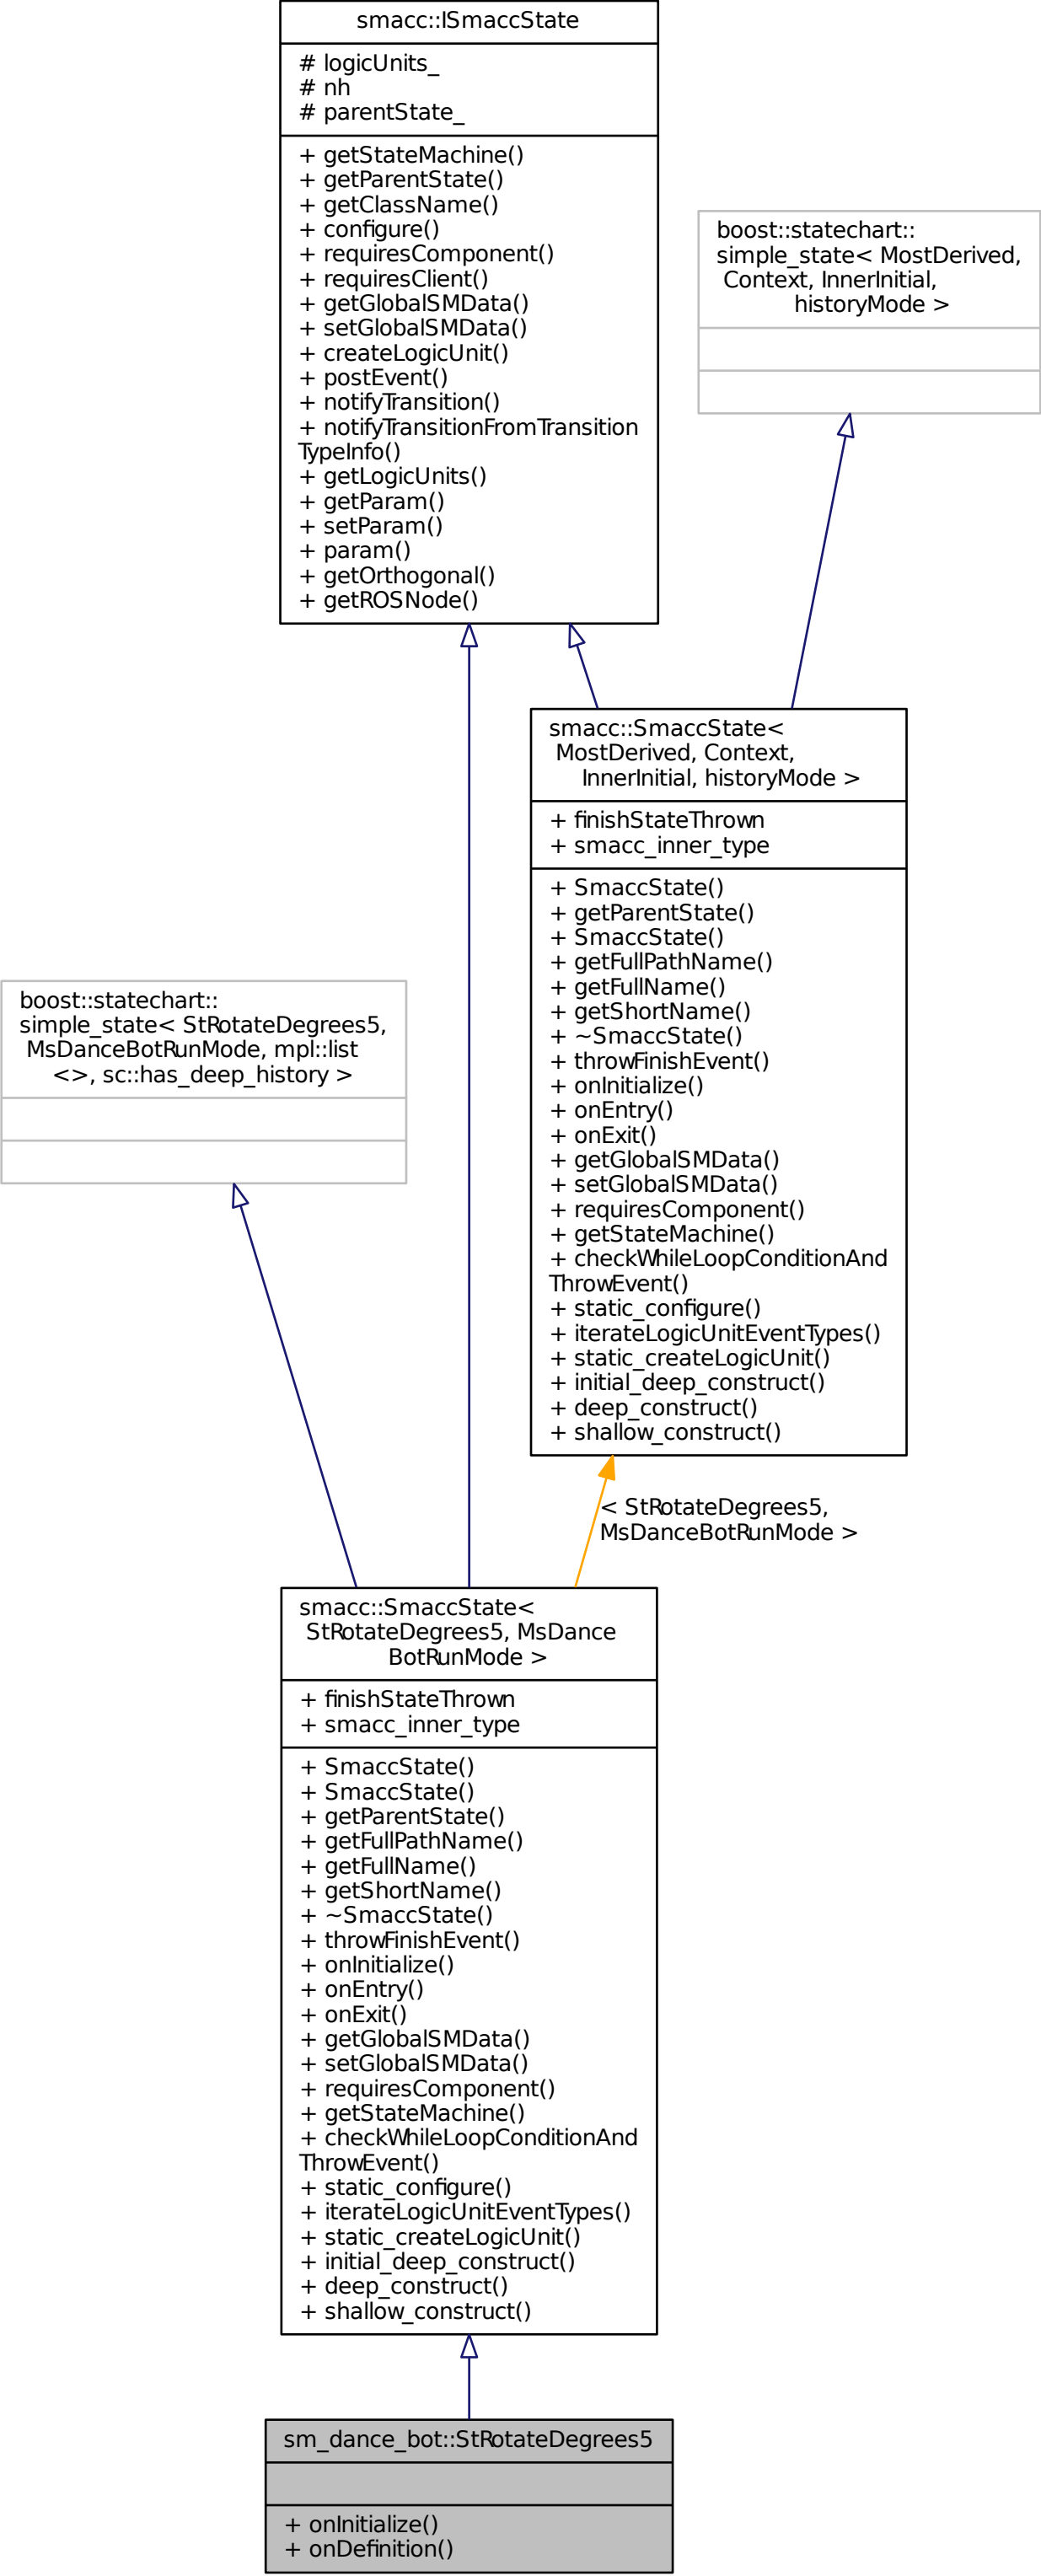 smacc::ISmaccState
# logicUnits_
# nh
# parentState_
+ getStateMachine()
+ getParentState()
+ getClassName()
+ configure()
+ requiresComponent()
+ requiresClient()
+ getGlobalSMData()
+ setGlobalSMData()
+ createLogicUnit()
+ postEvent()
+ notifyTransition()
+ notifyTransitionFromTransition
TypeInfo()
+ getLogicUnits()
+ getParam()
+ setParam()
+ param()
+ getOrthogonal()
+ getROSNode()
boost::statechart::
simple_state< MostDerived,
Context, InnerInitial,
historyMode >
smacc::SmaccState<
MostDerived, Context,
InnerInitial, historyMode >
+ finishStateThrown
+ smacc_inner_type
+ SmaccState()
+ getParentState()
+ SmaccState()
+ getFullPathName()
+ getFullName()
+ getShortName()
+ ~SmaccState()
+ throwFinishEvent()
+ onInitialize()
+ onEntry()
+ onExit()
+ getGlobalSMData()
+ setGlobalSMData()
+ requiresComponent()
+ getStateMachine()
+ checkWhileLoopConditionAnd
ThrowEvent()
+ static_configure()
+ iterateLogicUnitEventTypes()
+ static_createLogicUnit()
+ initial_deep_construct()
+ deep_construct()
+ shallow_construct()
boost::statechart::
simple_state< StRotateDegrees5,
MsDanceBotRunMode, mpl::list
<>, sc::has_deep_history >
< StRotateDegrees5,
MsDanceBotRunMode >
smacc::SmaccState<
StRotateDegrees5, MsDance
BotRunMode >
+ finishStateThrown
+ smacc_inner_type
+ SmaccState()
+ SmaccState()
+ getParentState()
+ getFullPathName()
+ getFullName()
+ getShortName()
+ ~SmaccState()
+ throwFinishEvent()
+ onInitialize()
+ onEntry()
+ onExit()
+ getGlobalSMData()
+ setGlobalSMData()
+ requiresComponent()
+ getStateMachine()
+ checkWhileLoopConditionAnd
ThrowEvent()
+ static_configure()
+ iterateLogicUnitEventTypes()
+ static_createLogicUnit()
+ initial_deep_construct()
+ deep_construct()
+ shallow_construct()
sm_dance_bot::StRotateDegrees5
+ onInitialize()
+ onDefinition()